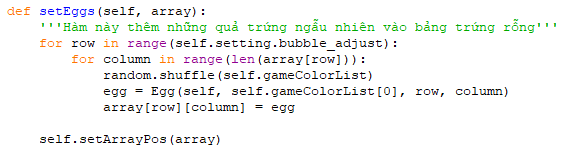 def setEggs(self, array):
    '''Hàm này thêm những quả trứng ngẫu nhiên vào bảng trứng rỗng'''
    for row in range(self.setting.bubble_adjust):
        for column in range(len(array[row])):
            random.shuffle(self.gameColorList)
            egg = Egg(self, self.gameColorList[0], row, column)
            array[row][column] = egg
    self.setArrayPos(array)